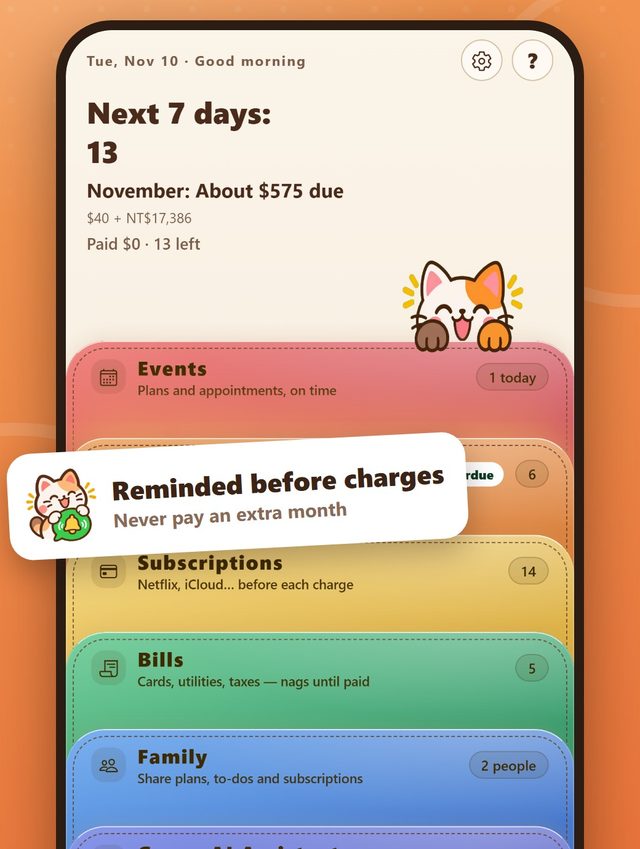 Tue, Nov 10 · Good morning
?
Next 7 days:
13
November: About $575 due
$40 + NT$17,386
Paid $0 · 13 left
Events
Plans and appointments, on time
1 today
6
Reminded before charges
Never pay an extra month
Subscriptions
Netflix, iCloud... before each charge
14
Bills
Cards, utilities, taxes — nags until paid
5
Family
Share plans, to-dos and subscriptions
2 people